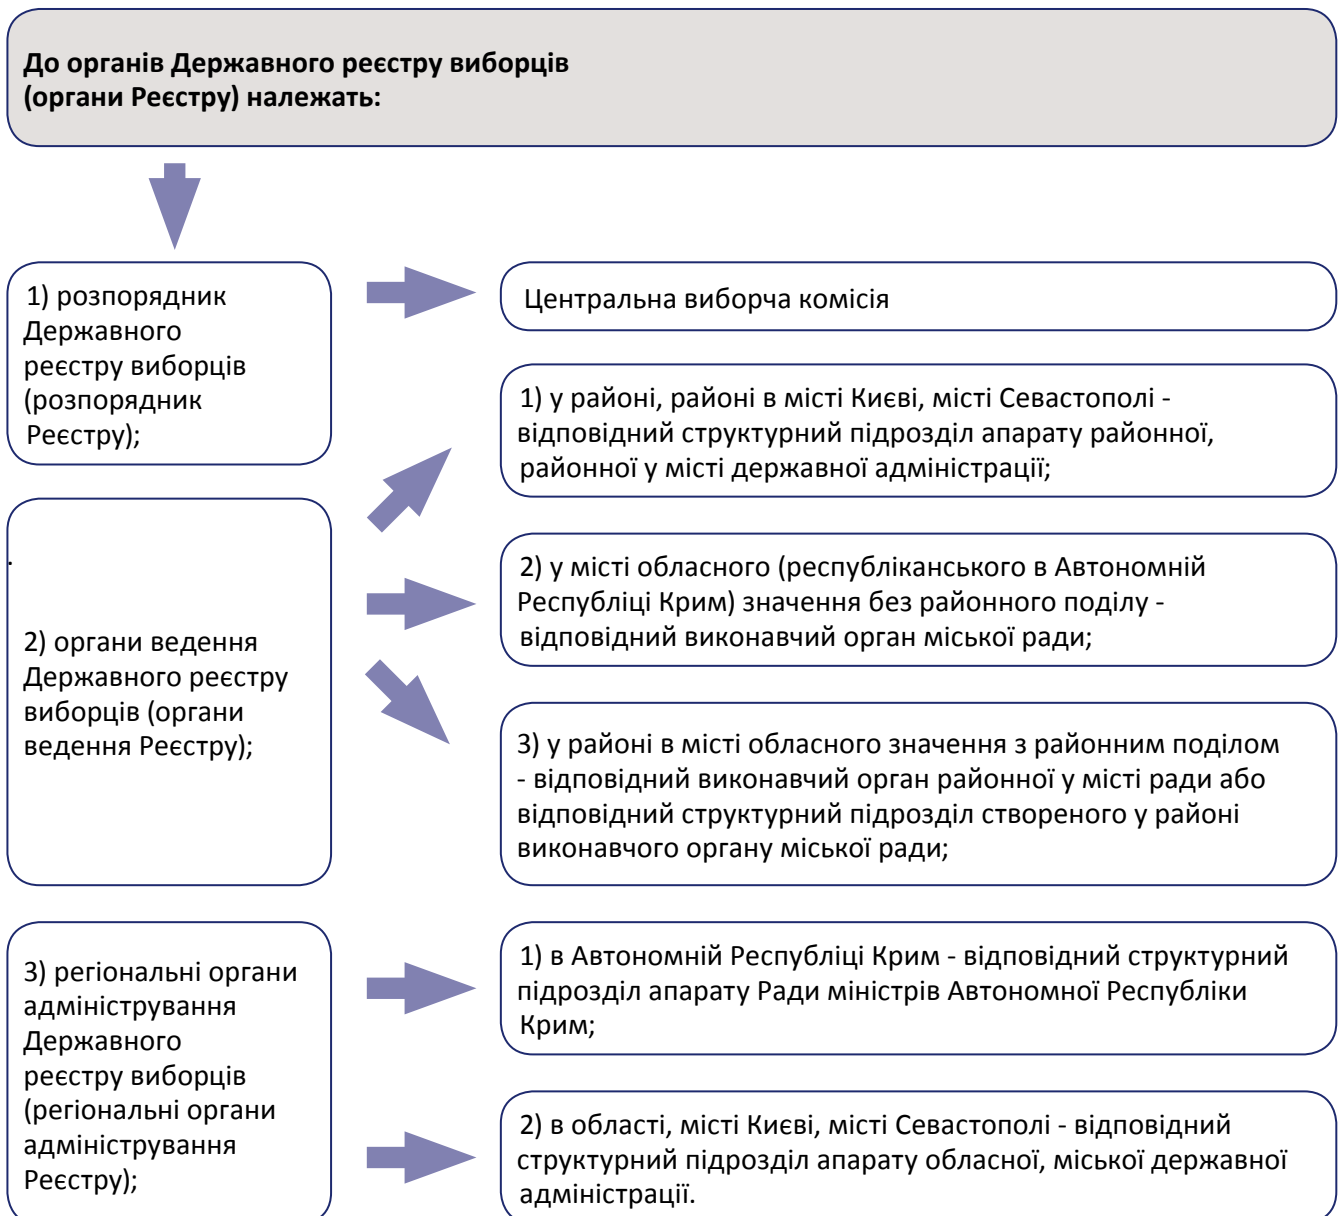 До органів Державного реєстру виборців
(органи Реєстру) належать:
1) розпорядник
Державного
реєстру виборців
(розпорядник
Реєстру);
Центральна виборча комісія
1) у районі, районі в місті Києві, місті Севастополі -
відповідний структурний підрозділ апарату районної,
районної у місті державної адміністрації;
.
2) органи ведення
Державного реєстру
виборців (органи
ведення Реєстру);
2) у місті обласного (республіканського в Автономній
Республіці Крим) значення без районного поділу -
відповідний виконавчий орган міської ради;
3) у районі в місті обласного значення з районним поділом
- відповідний виконавчий орган районної у місті ради або
відповідний структурний підрозділ створеного у районі
виконавчого органу міської ради;
3) регіональні органи
адміністрування
Державного
реєстру виборців
(регіональні органи
адміністрування
Реєстру);
1) в Автономній Республіці Крим - відповідний структурний
підрозділ апарату Ради міністрів Автономної Республіки
Крим;
2) в області, місті Києві, місті Севастополі - відповідний
структурний підрозділ апарату обласної, міської державної
адміністрації.